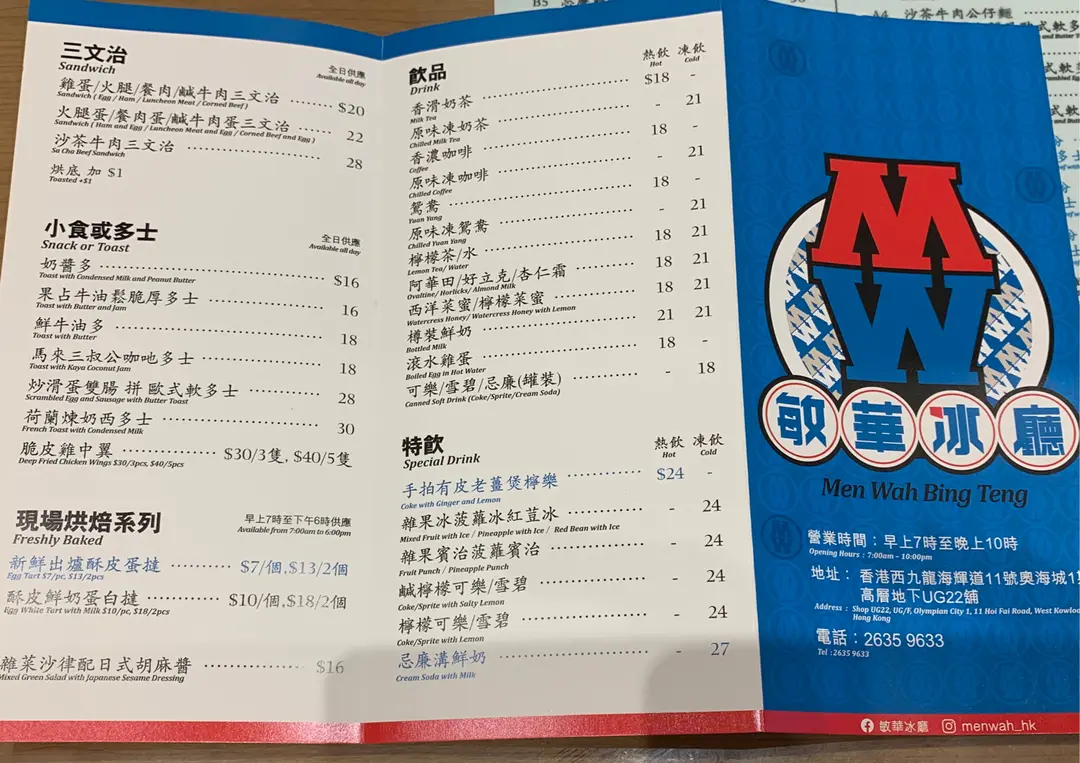 三文治
Sandwich
全日供應
Available all day
雞蛋/火腿/餐肉/鹹牛肉三文治 ········ $20
Sandwich ( Egg / Ham / Luncheon Meat / Corned Beef )
火腿蛋/餐肉蛋/鹹牛肉蛋三文治 ········ 22
Sandwich ( Ham and Egg / Luncheon Meat and Egg / Corned Beef and Egg )
沙茶牛肉三文治 ········ 28
Sa Cha Beef Sandwich
烘底 加 $1
Toasted +$1
小食或多士
Snack or Toast
全日供應
Available all day
奶醬多 ········ $16
Toast with Condensed Milk and Peanut Butter
果占牛油鬆脆厚多士 ········ 16
Toast with Butter and Jam
鮮牛油多 ········ 18
Toast with Butter
馬來三叔公咖吔多士 ········ 18
Toast with Kaya Coconut Jam
炒滑蛋雙腸 拼 歐式軟多士 ········ 28
Scrambled Egg and Sausage with Butter Toast
荷蘭煉奶西多士 ········ 30
French Toast with Condensed Milk
脆皮雞中翼 ········ $30/3隻, $40/5隻
Deep Fried Chicken Wings $30/3pcs, $40/5pcs
現場烘焙系列
Freshly Baked
早上7時至下午6時供應
Available from 7:00am to 6:00pm
新鮮出爐酥皮蛋撻 ········ $7/個,$13/2個
Egg Tart $7/pc, $13/2pcs
酥皮鮮奶蛋白撻 ········ $10/個,$18/2個
Egg White Tart with Milk $10/pc, $18/2pcs
雜菜沙律配日式胡麻醬 ········ $16
Mixed Green Salad with Japanese Sesame Dressing
飲品
Drink
熱飲 凍飲
Hot Cold
香滑奶茶 ········ $18 -
Milk Tea
原味凍奶茶 ········ - 21
Chilled Milk Tea
香濃咖啡 ········ 18 -
Coffee
原味凍咖啡 ········ - 21
Chilled Coffee
鴛鴦 ········ 18 -
Yuan Yang
原味凍鴛鴦 ········ - 21
Chilled Yuan Yang
檸檬茶/水 ········ 18 21
Lemon Tea/ Water
阿華田/好立克/杏仁霜 ········ 18 21
Ovaltine/ Horlicks/ Almond Milk
西洋菜蜜/檸檬菜蜜 ········ 18 21
Watercress Honey/ Watercress Honey with Lemon
樽裝鮮奶 ········ 21 21
Bottled Milk
滾水雞蛋 ········ 18 -
Boiled Egg in Hot Water
可樂/雪碧/忌廉(罐裝) ········ - 18
Canned Soft Drink (Coke/Sprite/Cream Soda)
特飲
Special Drink
熱飲 凍飲
Hot Cold
手拍有皮老薑煲檸樂 ········ $24 -
Coke with Ginger and Lemon
雜果冰菠蘿冰紅荳冰 ········ - 24
Mixed Fruit with Ice / Pineapple with Ice / Red Bean with Ice
雜果賓治菠蘿賓治 ········ - 24
Fruit Punch / Pineapple Punch
鹹檸檬可樂/雪碧 ········ - 24
Coke/Sprite with Salty Lemon
檸檬可樂/雪碧 ········ - 24
Coke/Sprite with Lemon
忌廉溝鮮奶 ········ - 27
Cream Soda with Milk
MW
敏華冰廳
Men Wah Bing Teng
營業時間：早上7時至晚上10時
Opening Hours : 7:00am – 10:00pm
地址： 香港西九龍海輝道11號奧海城1
高層地下UG22舖
Address : Shop UG22, UG/F, Olympian City 1, 11 Hoi Fai Road, West Kowloo
Hong Kong
電話：2635 9633
Tel : 2635 9633
敏華冰廳 menwah_hk
B5
A4 沙茶牛肉公仔麵